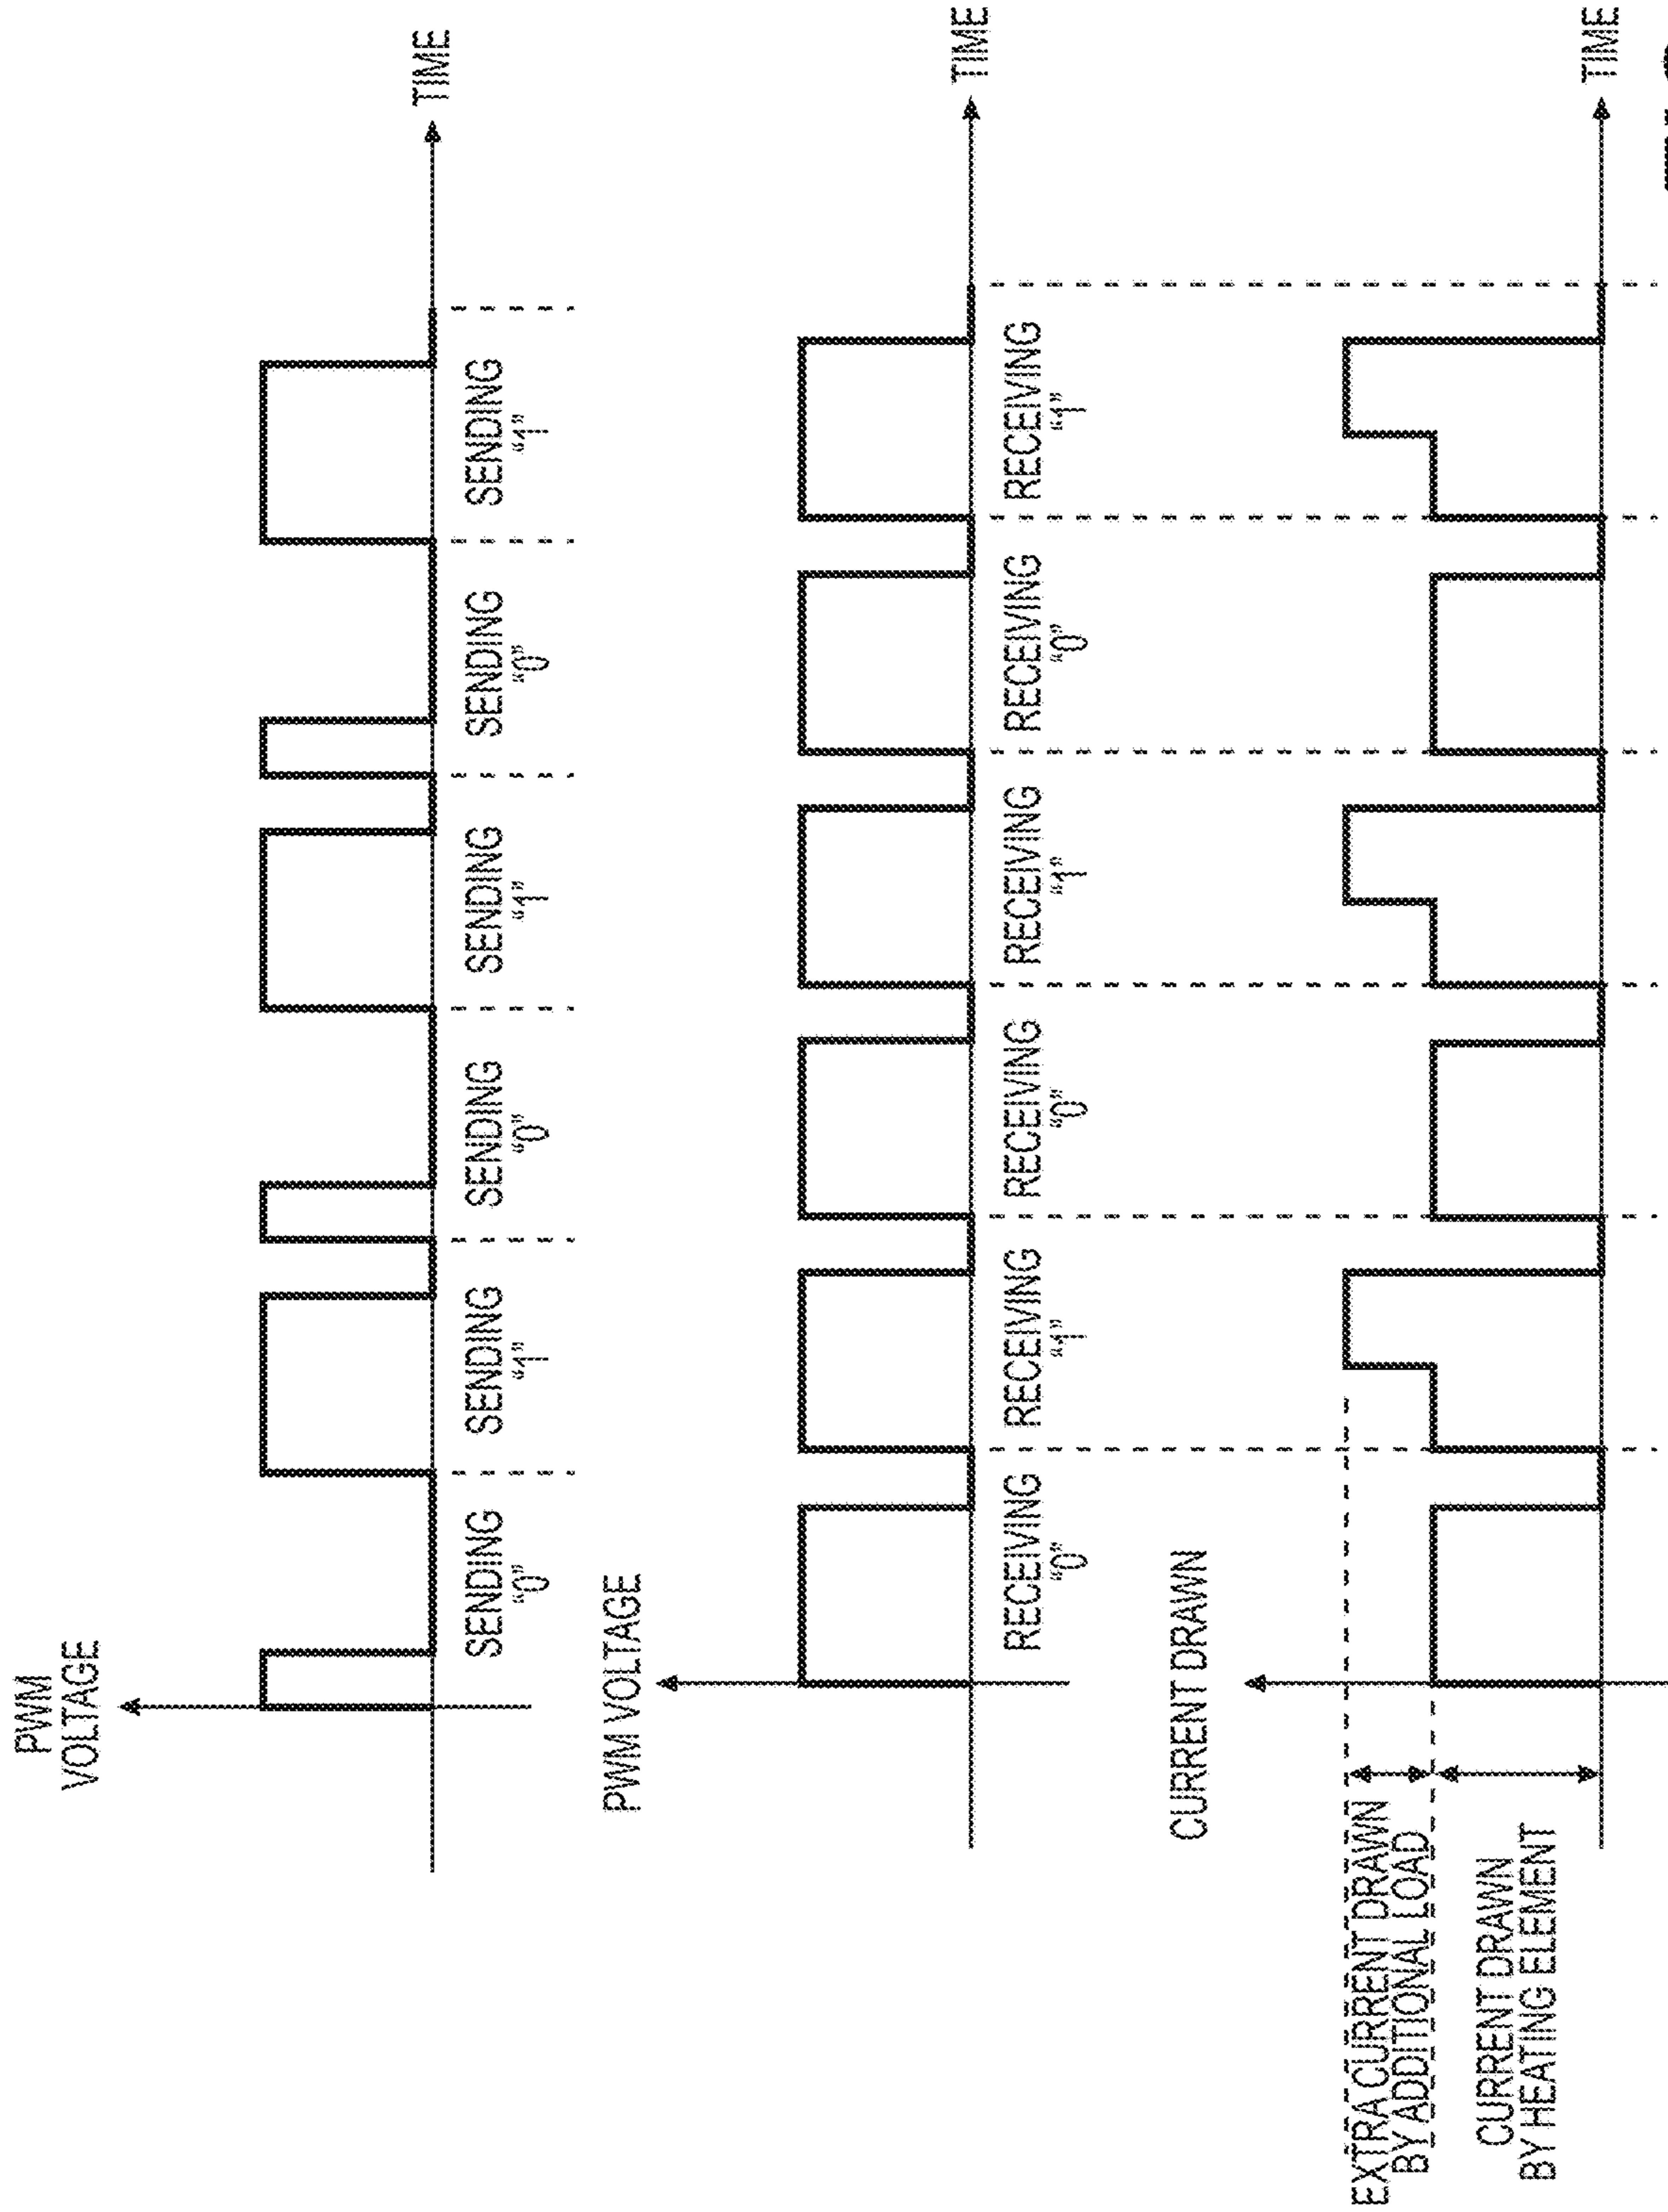 PWM
VOLTAGE
TIME
SENDING
"0"
SENDING
"1"
SENDING
"0"
SENDING
"1"
SENDING
"0"
SENDING
"1"
PWM VOLTAGE
TIME
RECEIVING
"0"
RECEIVING
"1"
RECEIVING
"0"
RECEIVING
"1"
RECEIVING
"0"
RECEIVING
"1"
CURRENT DRAWN
EXTRA CURRENT DRAWN
BY ADDITIONAL LOAD
CURRENT DRAWN
BY HEATING ELEMENT
TIME